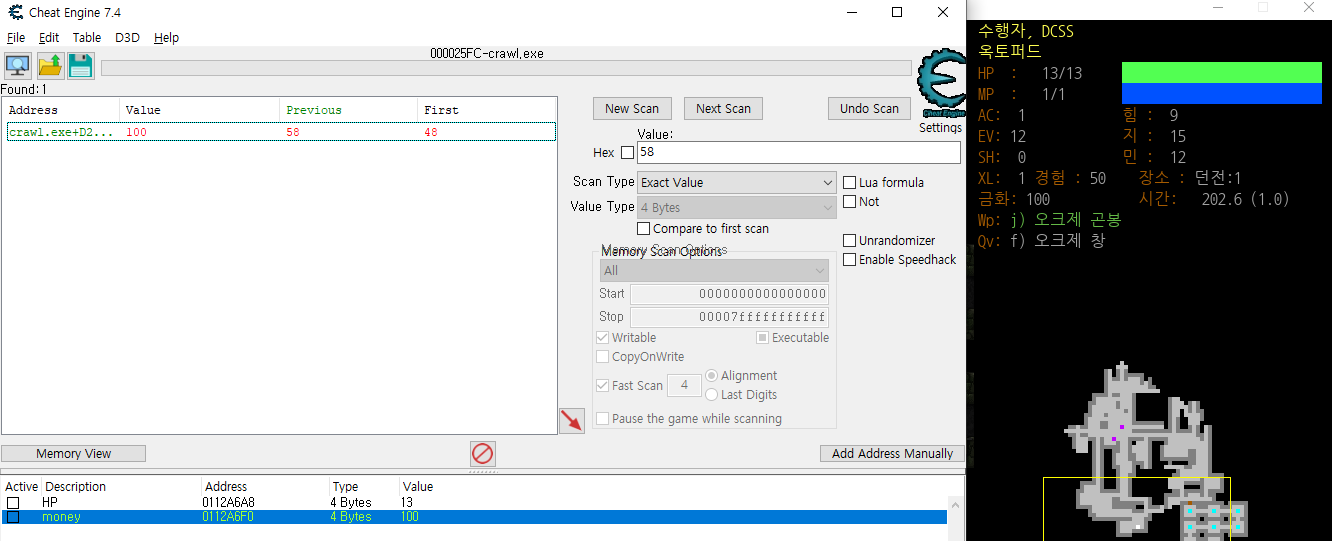 Cheat Engine 7.4
File Edit Table D3D Help
000025FC-crawl.exe
Found:1
Address Value Previous First
crawl.exe+D2... 100 58 48
New Scan Next Scan Undo Scan
Cheat Engine
Settings
Value:
Hex 58
Scan Type Exact Value
Lua formula
Value Type 4 Bytes
Not
Compare to first scan
Unrandomizer
Memory Scan Options
Enable Speedhack
All
Start 0000000000000000
Stop 00007fffffffffff
Writable Executable
CopyOnWrite
Fast Scan 4 Alignment
Last Digits
Pause the game while scanning
Memory View Add Address Manually
Active Description Address Type Value
HP 0112A6A8 4 Bytes 13
money 0112A6F0 4 Bytes 100
수행자, DCSS
옥토퍼드
HP : 13/13
MP : 1/1
AC: 1 힘 : 9
EV: 12 지 : 15
SH: 0 민 : 12
XL: 1 경험 : 50 장소 : 던전:1
금화: 100 시간: 202.6 (1.0)
Wp: j) 오크제 곤봉
Qv: f) 오크제 창